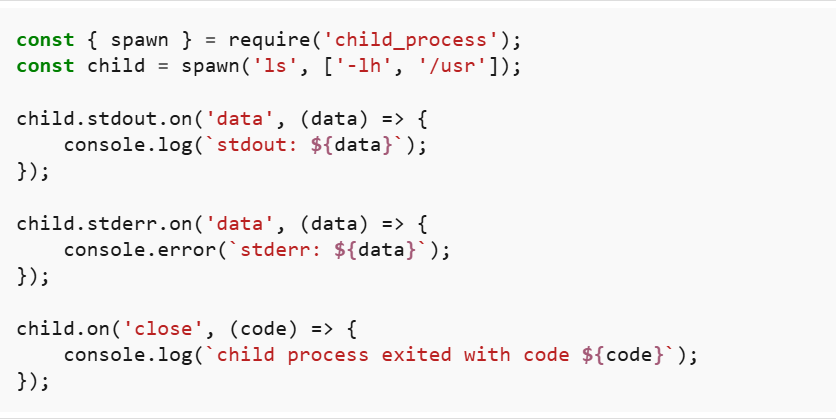 const { spawn } = require('child_process');
const child = spawn('ls', ['-lh', '/usr']);

child.stdout.on('data', (data) => {
    console.log(`stdout: ${data}`);
});

child.stderr.on('data', (data) => {
    console.error(`stderr: ${data}`);
});

child.on('close', (code) => {
    console.log(`child process exited with code ${code}`);
});